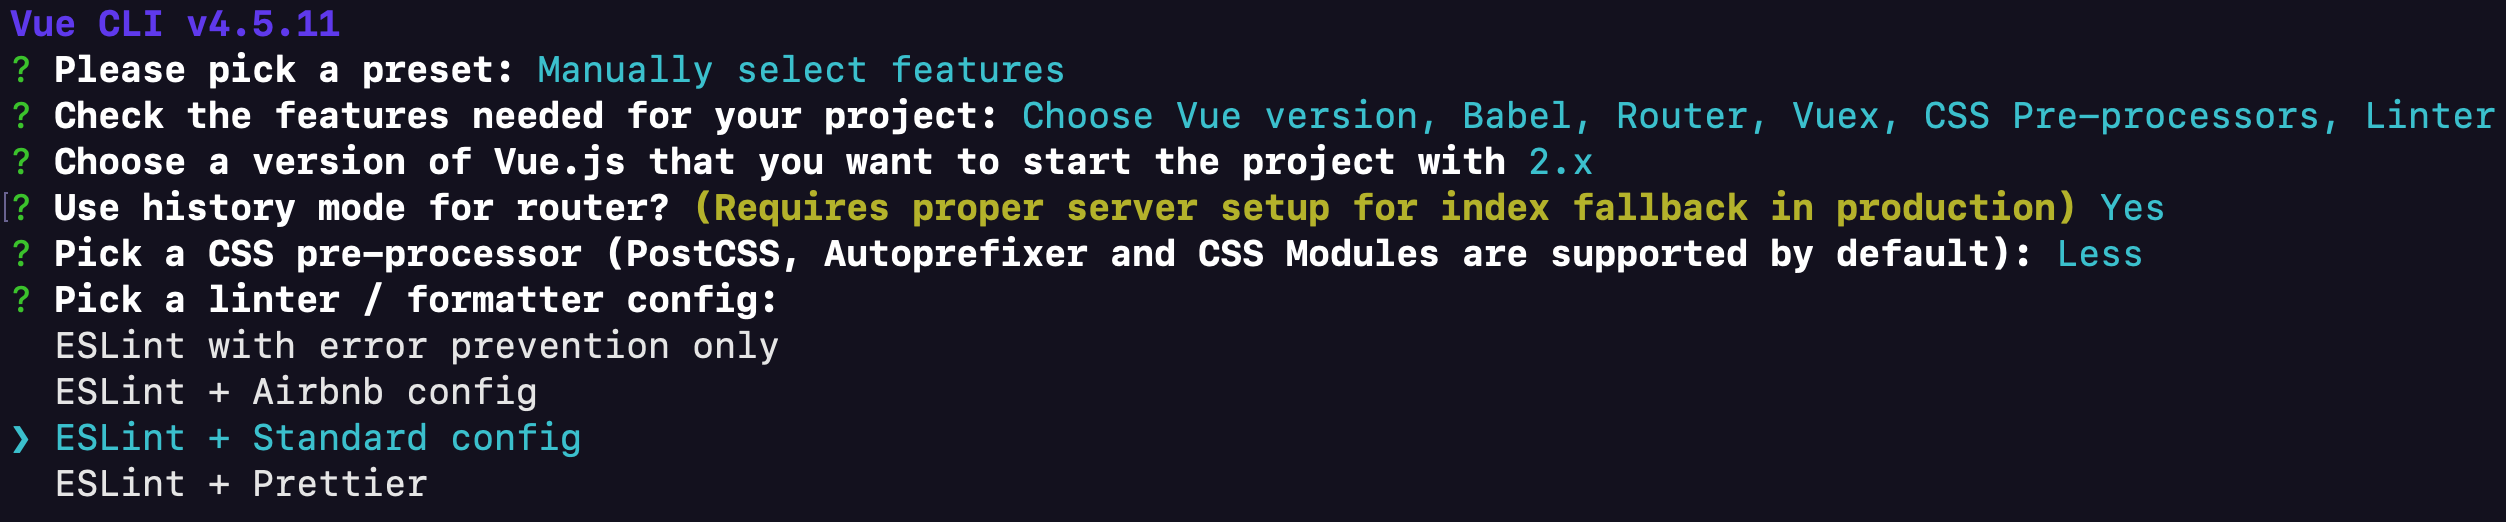 Vue CLI v4.5.11
? Please pick a preset: Manually select features
? Check the features needed for your project: Choose Vue version, Babel, Router, Vuex, CSS Pre-processors, Linter
? Choose a version of Vue.js that you want to start the project with 2.x
? Use history mode for router? (Requires proper server setup for index fallback in production) Yes
? Pick a CSS pre-processor (PostCSS, Autoprefixer and CSS Modules are supported by default): Less
? Pick a linter / formatter config:
ESLint with error prevention only
ESLint + Airbnb config
❯ ESLint + Standard config
ESLint + Prettier